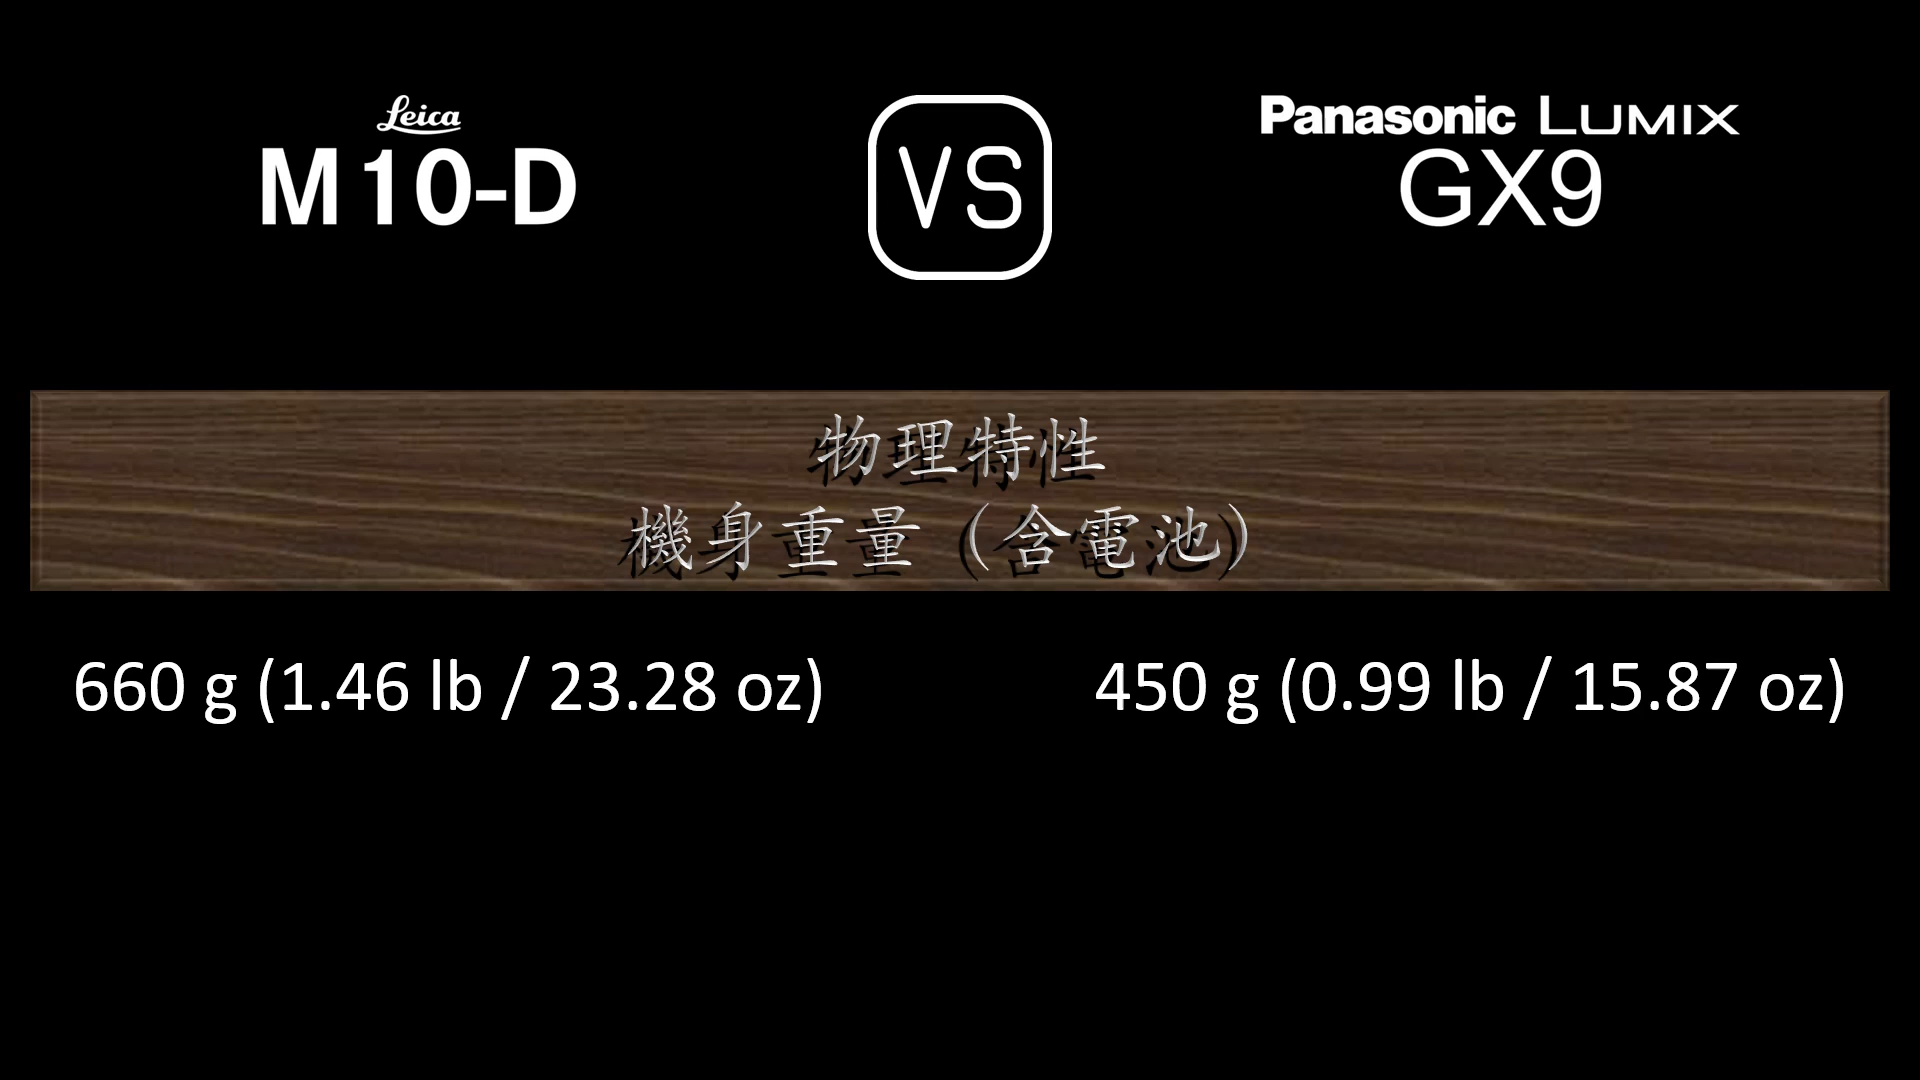 Leica
M10-D
VS
Panasonic LUMIX
GX9
物理特性
機身重量（含電池）
660 g (1.46 lb / 23.28 oz)
450 g (0.99 lb / 15.87 oz)